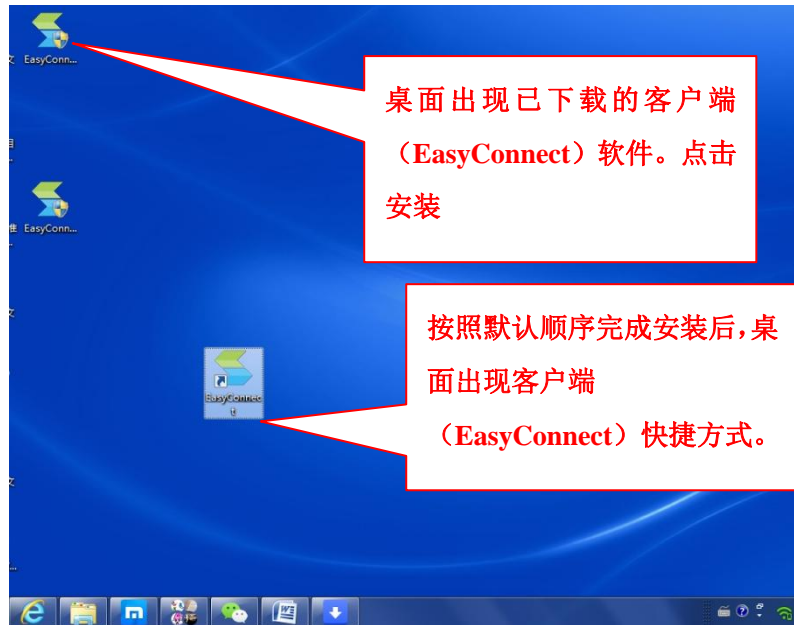 EasyConn...
桌面出现已下载的客户端
（EasyConnect）软件。点击
安装
EasyConn...
按照默认顺序完成安装后，桌
面出现客户端
（EasyConnect）快捷方式。
EasyConnec
t